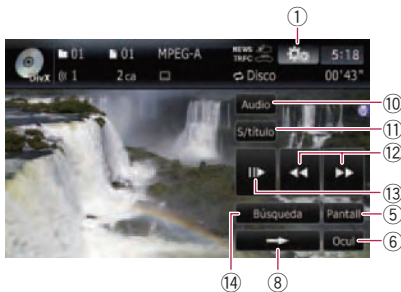 ①
01 01 MPEG-A NEWS TRFC 5:18
DivX 1 2 ca Disco 00'43"
Audio ⑩
S/título ⑪
⑫
⑬
Búsqueda Pantall ⑤
Ocul ⑥
⑭ ⑧